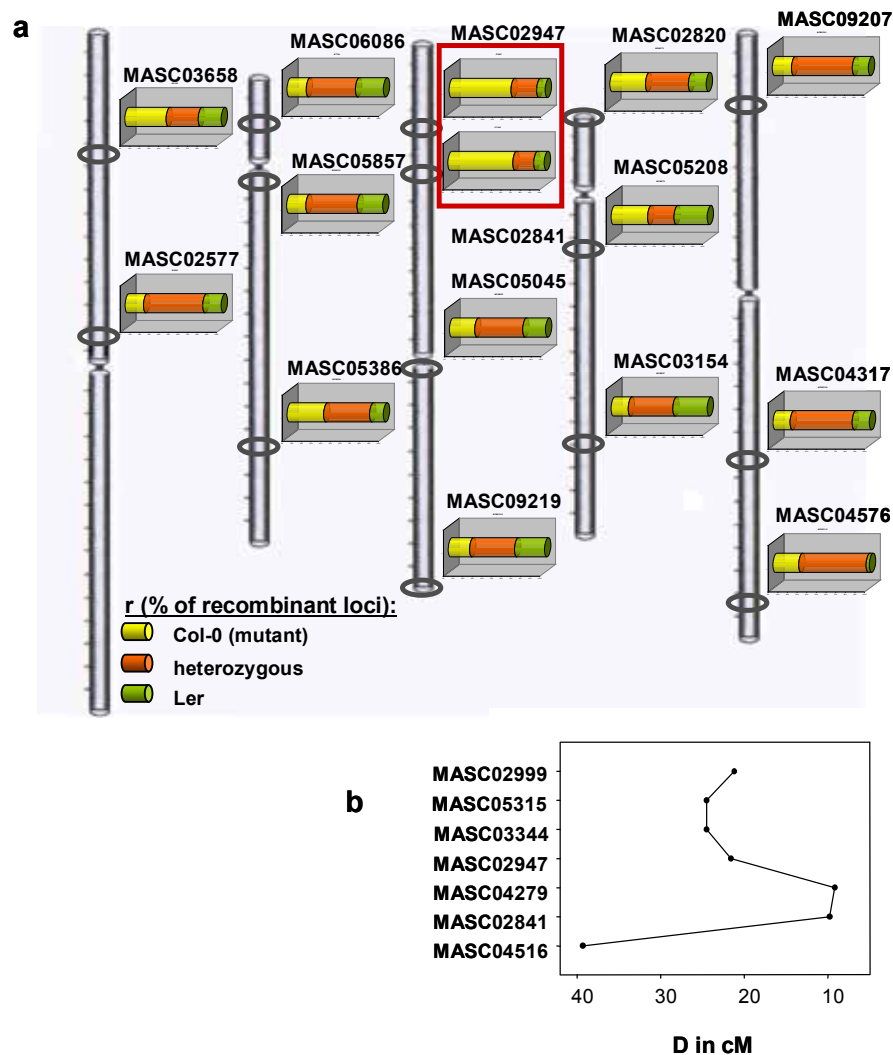 a
MASC09207
MASC06086
MASC02947
MASC02820
MASC03658
MASC05857
MASC05208
MASC02577
MASC02841
MASC05045
MASC05386
MASC03154
MASC04317
MASC09219
MASC04576
r (% of recombinant loci):
Col-0 (mutant)
heterozygous
Ler
b
MASC02999
MASC05315
MASC03344
MASC02947
MASC04279
MASC02841
MASC04516
40 30 20 10
D in cM